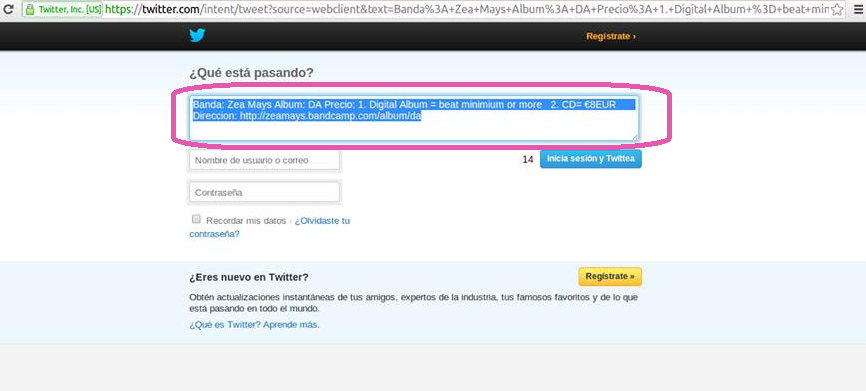 Twitter, Inc. [US] https://twitter.com/intent/tweet?source=webclient&text=Banda%3A+Zea+Mays+Album%3A+DA+Precio%3A+1.+Digital+Album+%3D+beat+min
Regístrate ›
¿Qué está pasando?
Banda: Zea Mays Album: DA Precio: 1. Digital Album = beat minimium or more 2. CD= €8EUR
Direccion: http://zeamays.bandcamp.com/album/da
Nombre de usuario o correo 14 Inicia sesión y Twittea
Contraseña
Recordar mis datos · ¿Olvidaste tu
contraseña?
¿Eres nuevo en Twitter? Regístrate »
Obtén actualizaciones instantáneas de tus amigos, expertos de la industria, tus famosos favoritos y de lo que
está pasando en todo el mundo.
¿Qué es Twitter? Aprende más.